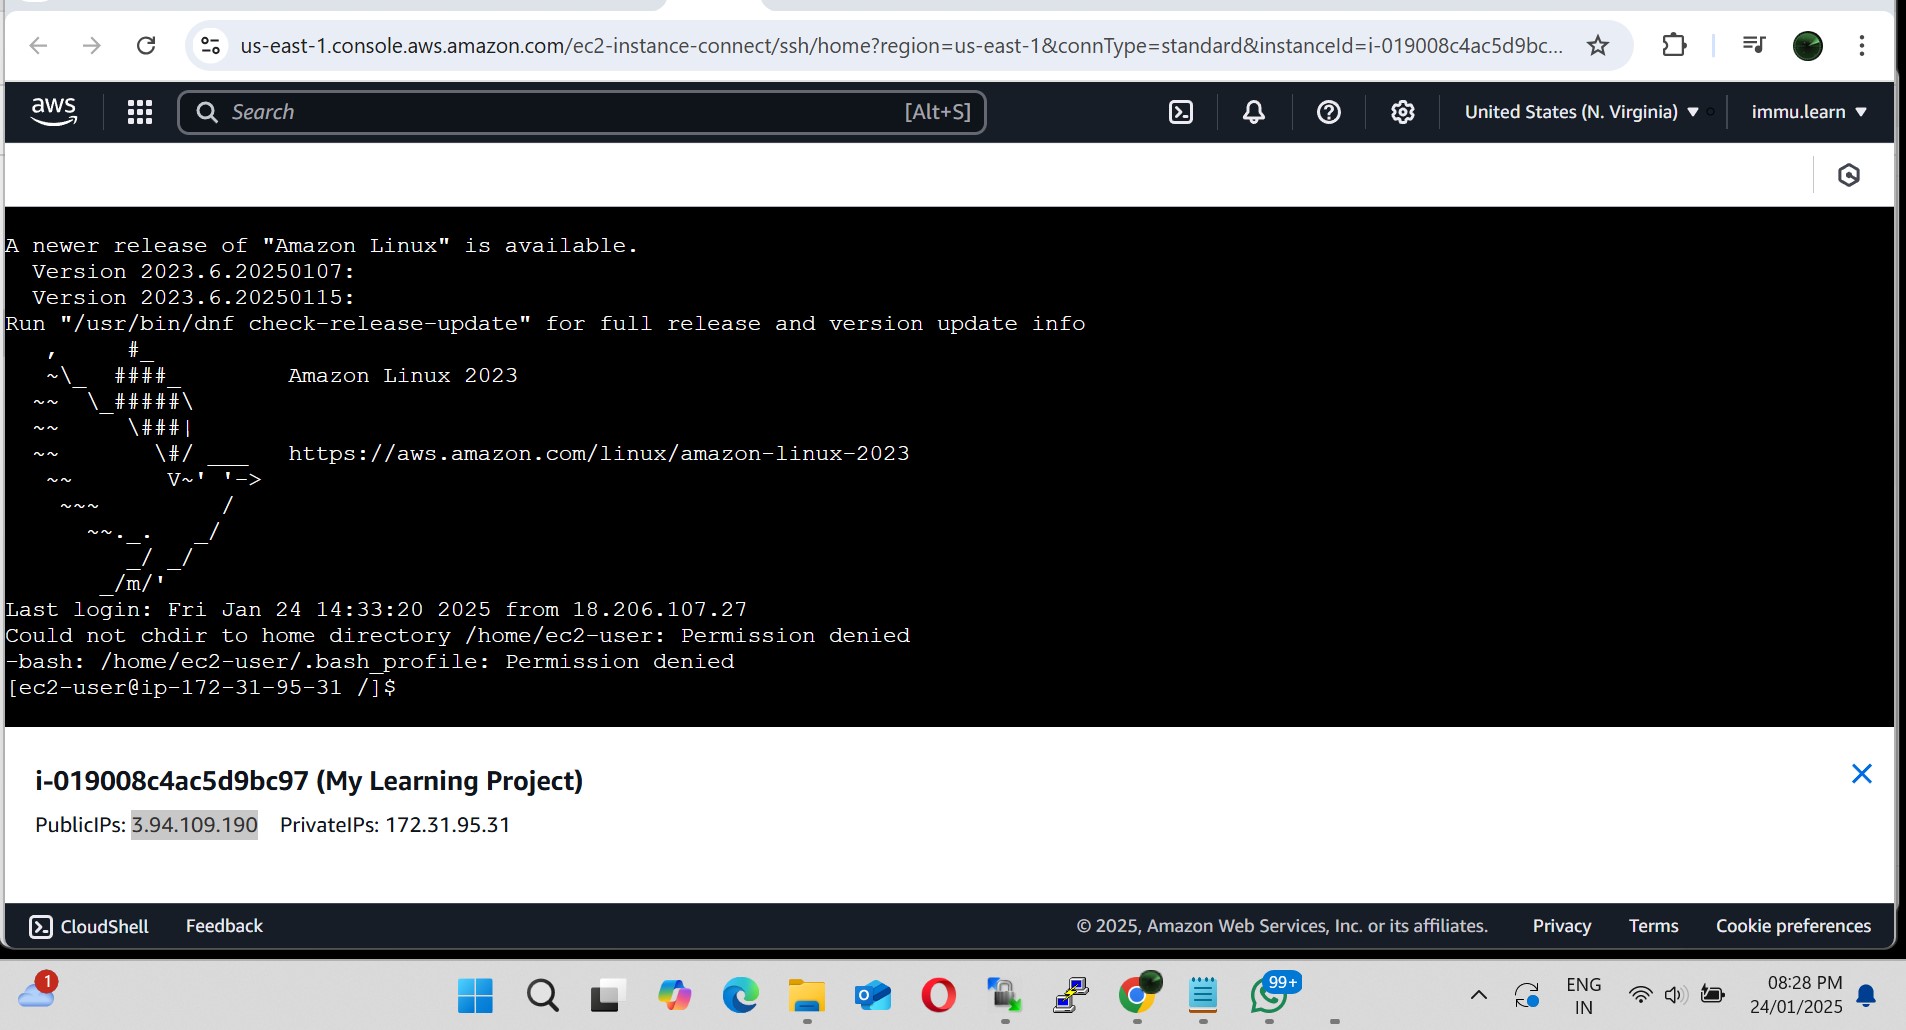 us-east-1.console.aws.amazon.com/ec2-instance-connect/ssh/home?region=us-east-1&connType=standard&instanceId=i-019008c4ac5d9bc...
aws
Search
[Alt+S]
United States (N. Virginia) ▼
immu.learn ▼
A newer release of "Amazon Linux" is available.
  Version 2023.6.20250107:
  Version 2023.6.20250115:
Run "/usr/bin/dnf check-release-update" for full release and version update info
   ,     #_
   ~\_  ####_        Amazon Linux 2023
  ~~  \_#####\
  ~~     \###|
  ~~       \#/ ___   https://aws.amazon.com/linux/amazon-linux-2023
   ~~       V~' '->
    ~~~         /
      ~~._.   _/
         _/ _/
       _/m/'
Last login: Fri Jan 24 14:33:20 2025 from 18.206.107.27
Could not chdir to home directory /home/ec2-user: Permission denied
-bash: /home/ec2-user/.bash_profile: Permission denied
[ec2-user@ip-172-31-95-31 /]$
i-019008c4ac5d9bc97 (My Learning Project)
PublicIPs: 3.94.109.190 PrivateIPs: 172.31.95.31
CloudShell Feedback © 2025, Amazon Web Services, Inc. or its affiliates. Privacy Terms Cookie preferences
1
99+
ENG
IN
08:28 PM
24/01/2025